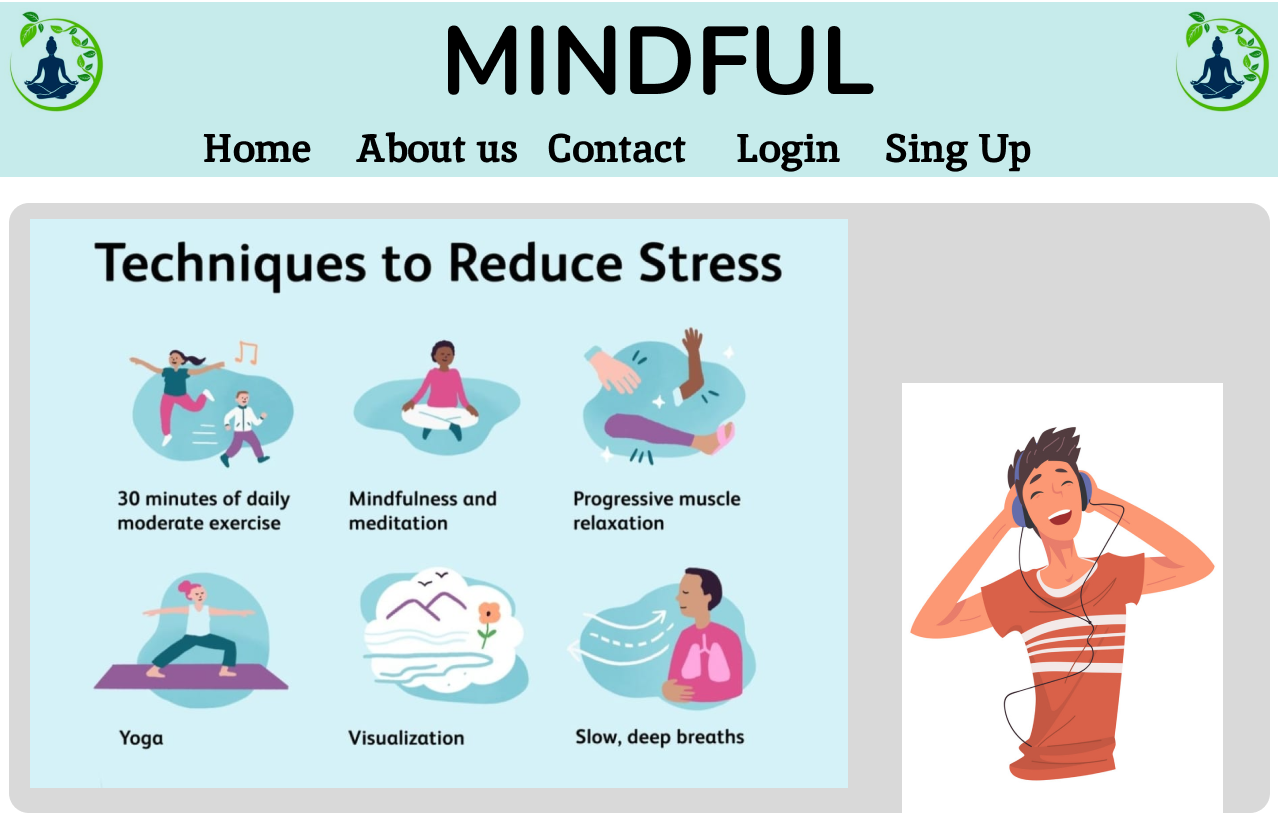 MINDFUL
Home About us Contact Login Sing Up
Techniques to Reduce Stress
30 minutes of daily
moderate exercise
Mindfulness and
meditation
Progressive muscle
relaxation
Yoga
Visualization
Slow, deep breaths